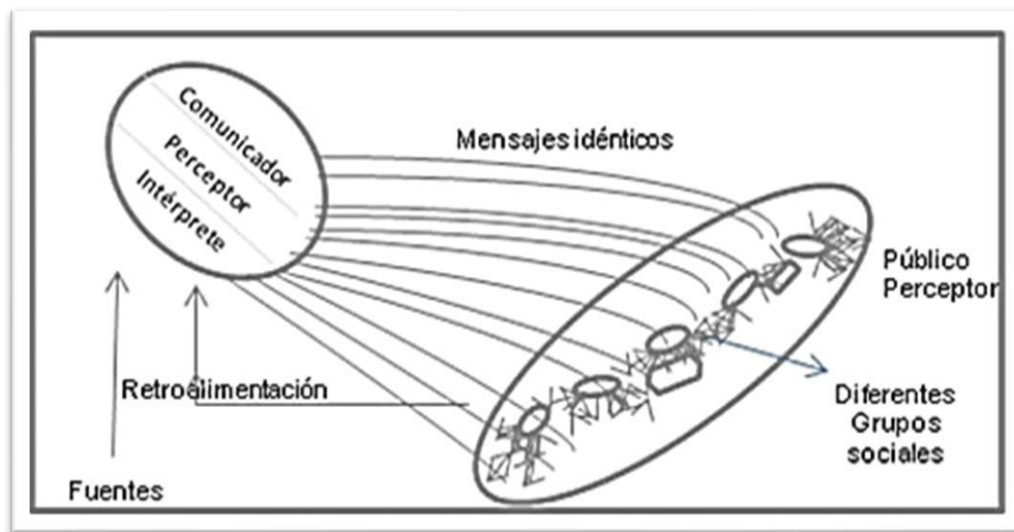 Comunicador
Perceptor
Intérprete
Mensajes idénticos
Público
Perceptor
Diferentes
Grupos
sociales
Retroalimentación
Fuentes